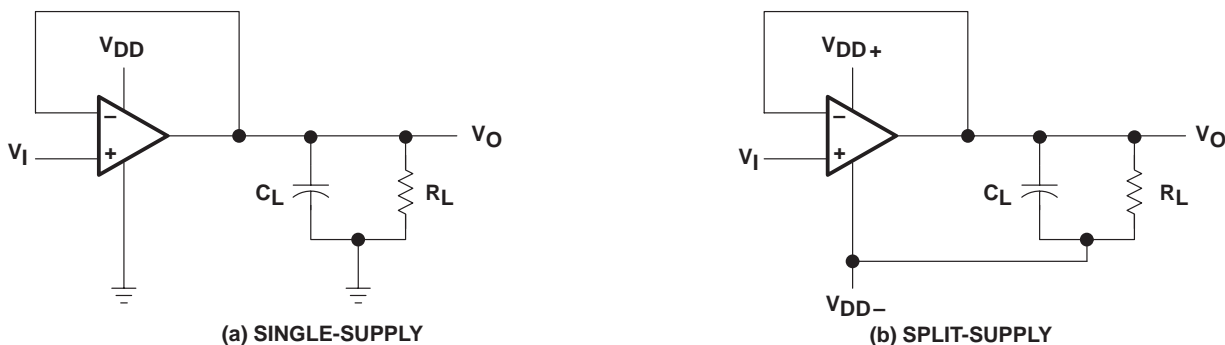 VDD
−
VI
+
VO
CL
RL
(a) SINGLE-SUPPLY
VDD+
−
VI
+
VO
CL
RL
VDD−
(b) SPLIT-SUPPLY